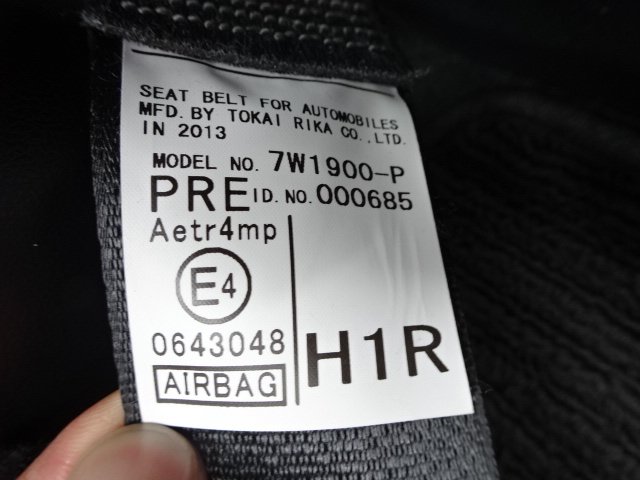 SEAT BELT FOR AUTOMOBILES
MFD. BY TOKAI RIKA CO.,LTD.
IN 2013
MODEL NO. 7W1900-P
PRE ID. NO. 000685
Aetr4mp
E4
0643048
AIRBAG
H1R